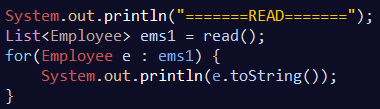 System.out.println("=======READ=======");
List<Employee> ems1 = read();
for(Employee e : ems1) {
System.out.println(e.toString());
}